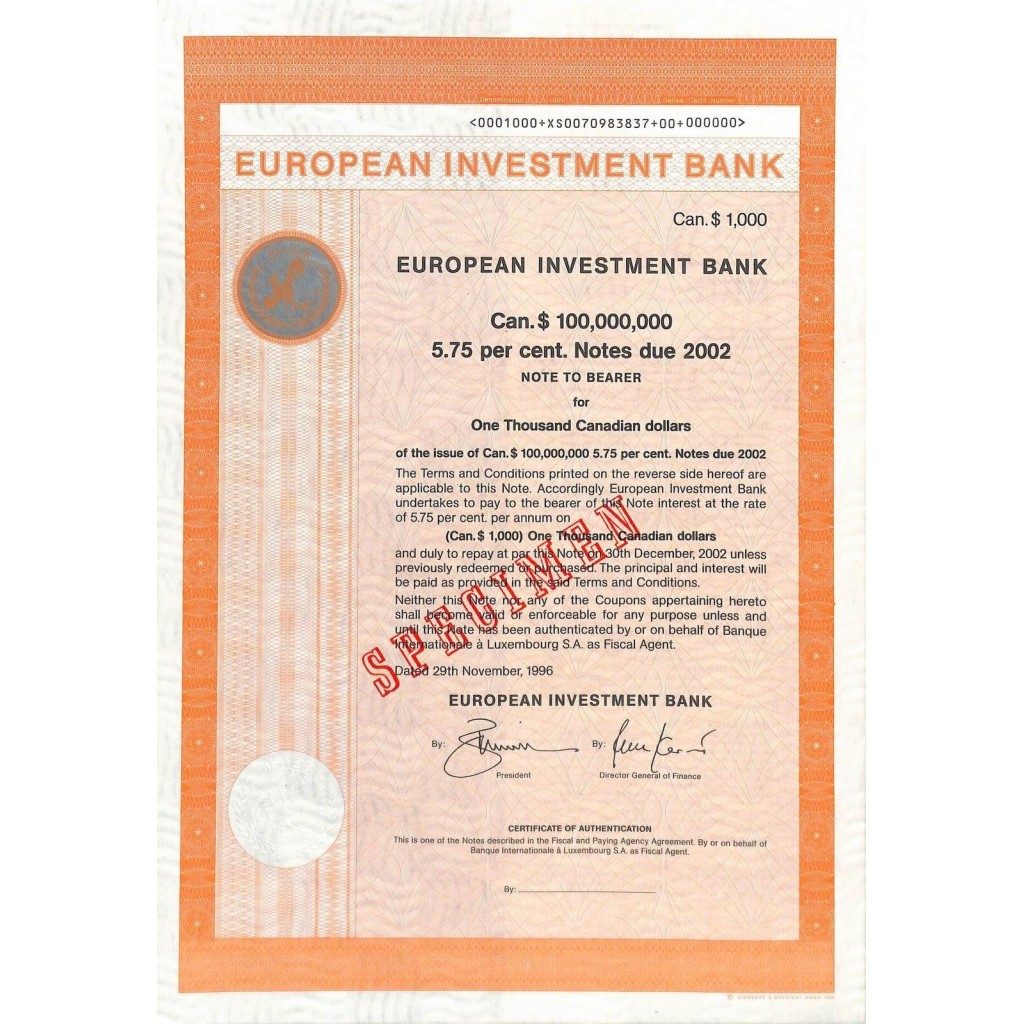 Denomination ISIN Series Certif. Number
<0001000+XS0070983837+00+000000>
EUROPEAN INVESTMENT BANK
Can. $ 1,000
EUROPEAN INVESTMENT BANK
Can. $ 100,000,000
5.75 per cent. Notes due 2002
NOTE TO BEARER
for
One Thousand Canadian dollars
of the issue of Can. $ 100,000,000 5.75 per cent. Notes due 2002
The Terms and Conditions printed on the reverse side hereof are
applicable to this Note. Accordingly European Investment Bank
undertakes to pay to the bearer of this Note interest at the rate
of 5.75 per cent. per annum on
(Can. $ 1,000) One Thousand Canadian dollars
and duly to repay at par this Note on 30th December, 2002 unless
previously redeemed or purchased. The principal and interest will
be paid as provided in the said Terms and Conditions.
Neither this Note nor any of the Coupons appertaining hereto
shall become valid or enforceable for any purpose unless and
until this Note has been authenticated by or on behalf of Banque
Internationale à Luxembourg S.A. as Fiscal Agent.
SPECIMEN
Dated 29th November, 1996
EUROPEAN INVESTMENT BANK
By: By:
President Director General of Finance
CERTIFICATE OF AUTHENTICATION
This is one of the Notes described in the Fiscal and Paying Agency Agreement. By or on behalf of
Banque Internationale à Luxembourg S.A. as Fiscal Agent.
By:
© GIESECKE & DEVRIENT GMBH 1996